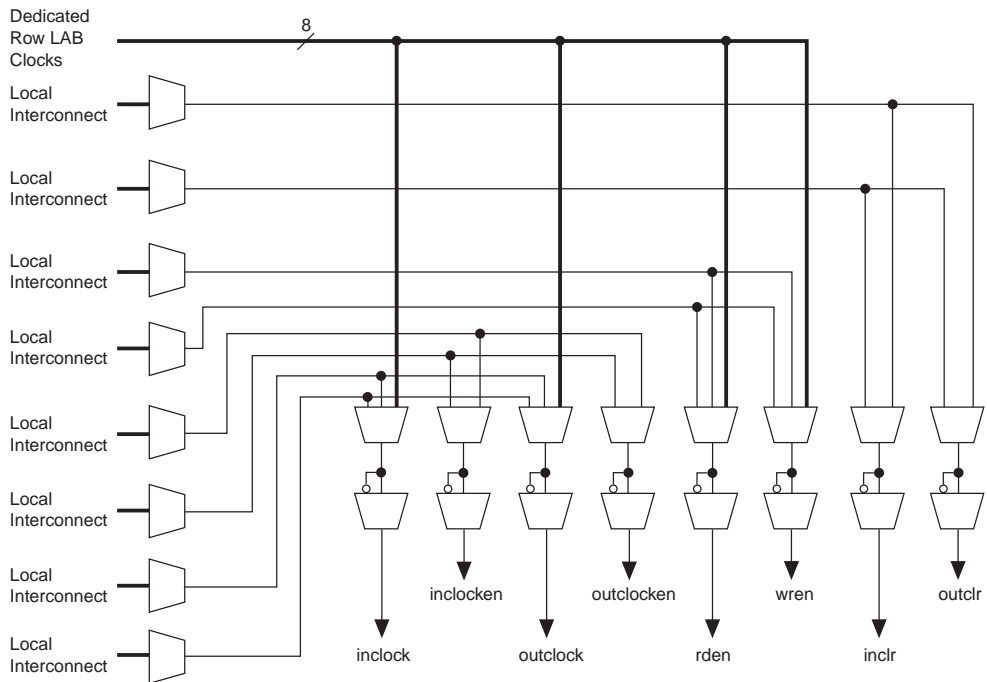 Dedicated
Row LAB
Clocks
8
Local
Interconnect
Local
Interconnect
Local
Interconnect
Local
Interconnect
Local
Interconnect
Local
Interconnect
Local
Interconnect
Local
Interconnect
inclocken
outclocken
wren
outclr
inclock
outclock
rden
inclr